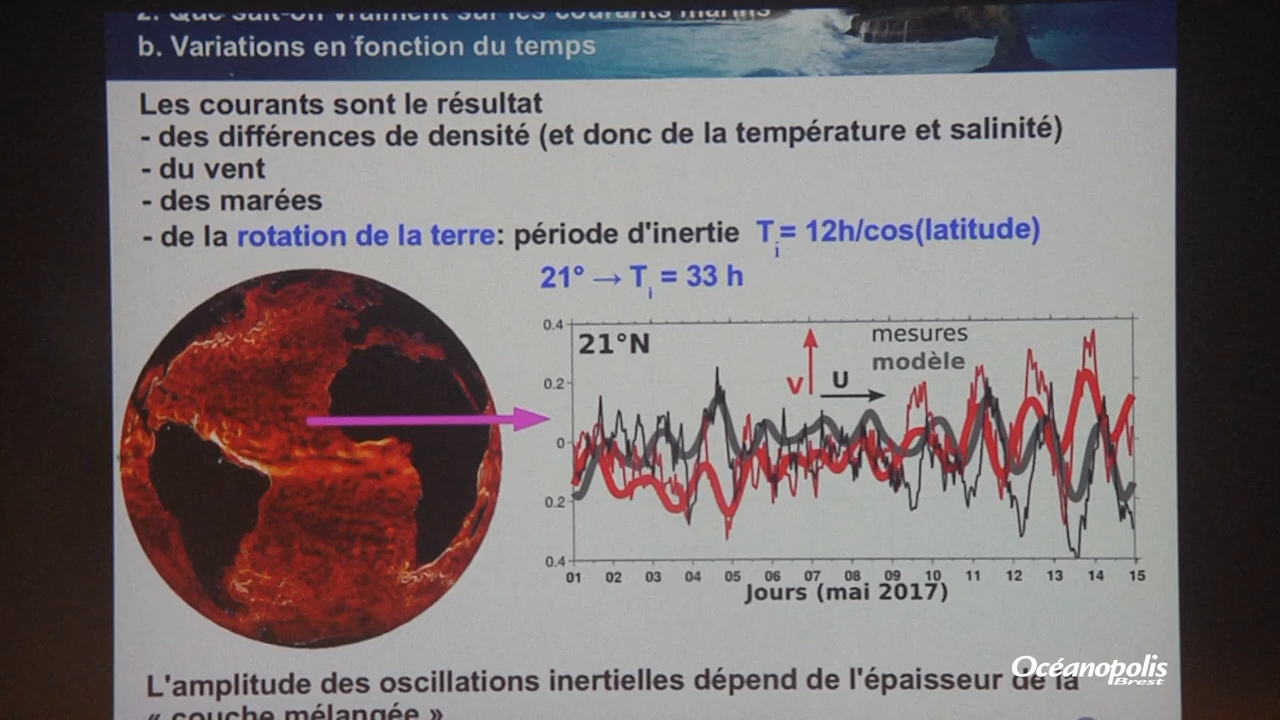 2. Que sait-on vraiment sur les courants marins
b. Variations en fonction du temps
Les courants sont le résultat
- des différences de densité (et donc de la température et salinité)
- du vent
- des marées
- de la rotation de la terre: période d'inertie Ti= 12h/cos(latitude)
21° → Ti = 33 h
0.4
0.2
0
0.2
0.4
21°N
V
U
mesures
modèle
01 02 03 04 05 06 07 08 09 10 11 12 13 14 15
Jours (mai 2017)
Océanopolis
Brest
L'amplitude des oscillations inertielles dépend de l'épaisseur de la
« couche mélangée »